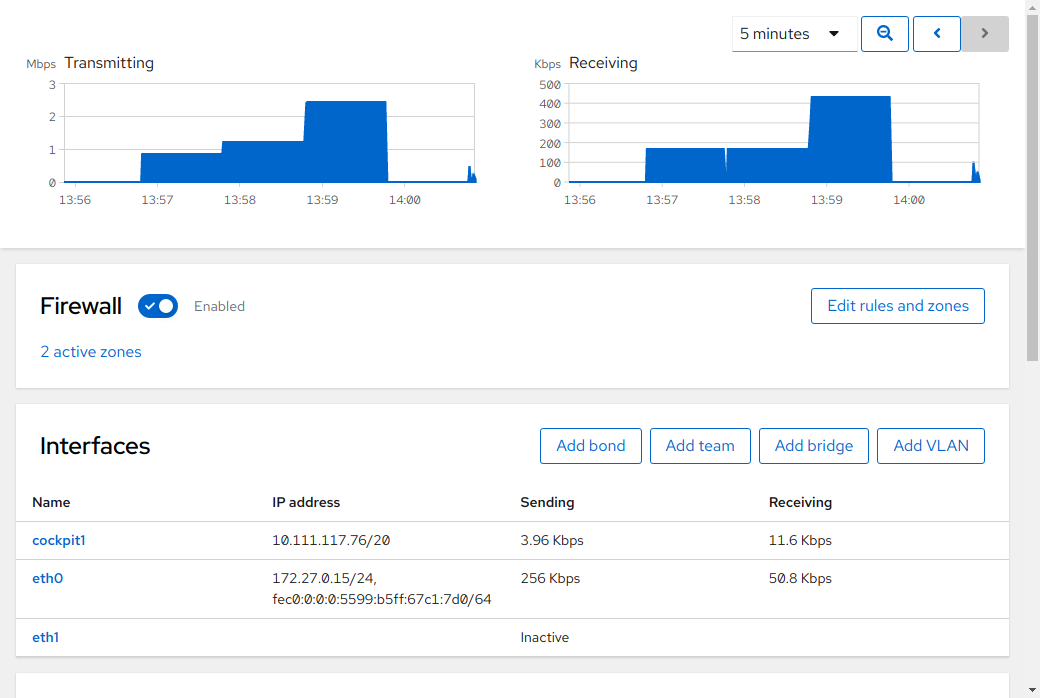 5 minutes
Mbps Transmitting
3
2
1
0
13:56 13:57 13:58 13:59 14:00
Kbps Receiving
500
400
300
200
100
0
13:56 13:57 13:58 13:59 14:00
Firewall Enabled Edit rules and zones
2 active zones
Interfaces Add bond Add team Add bridge Add VLAN
Name IP address Sending Receiving
cockpit1 10.111.117.76/20 3.96 Kbps 11.6 Kbps
eth0 172.27.0.15/24, 256 Kbps 50.8 Kbps
fec0:0:0:0:5599:b5ff:67c1:7d0/64
eth1 Inactive